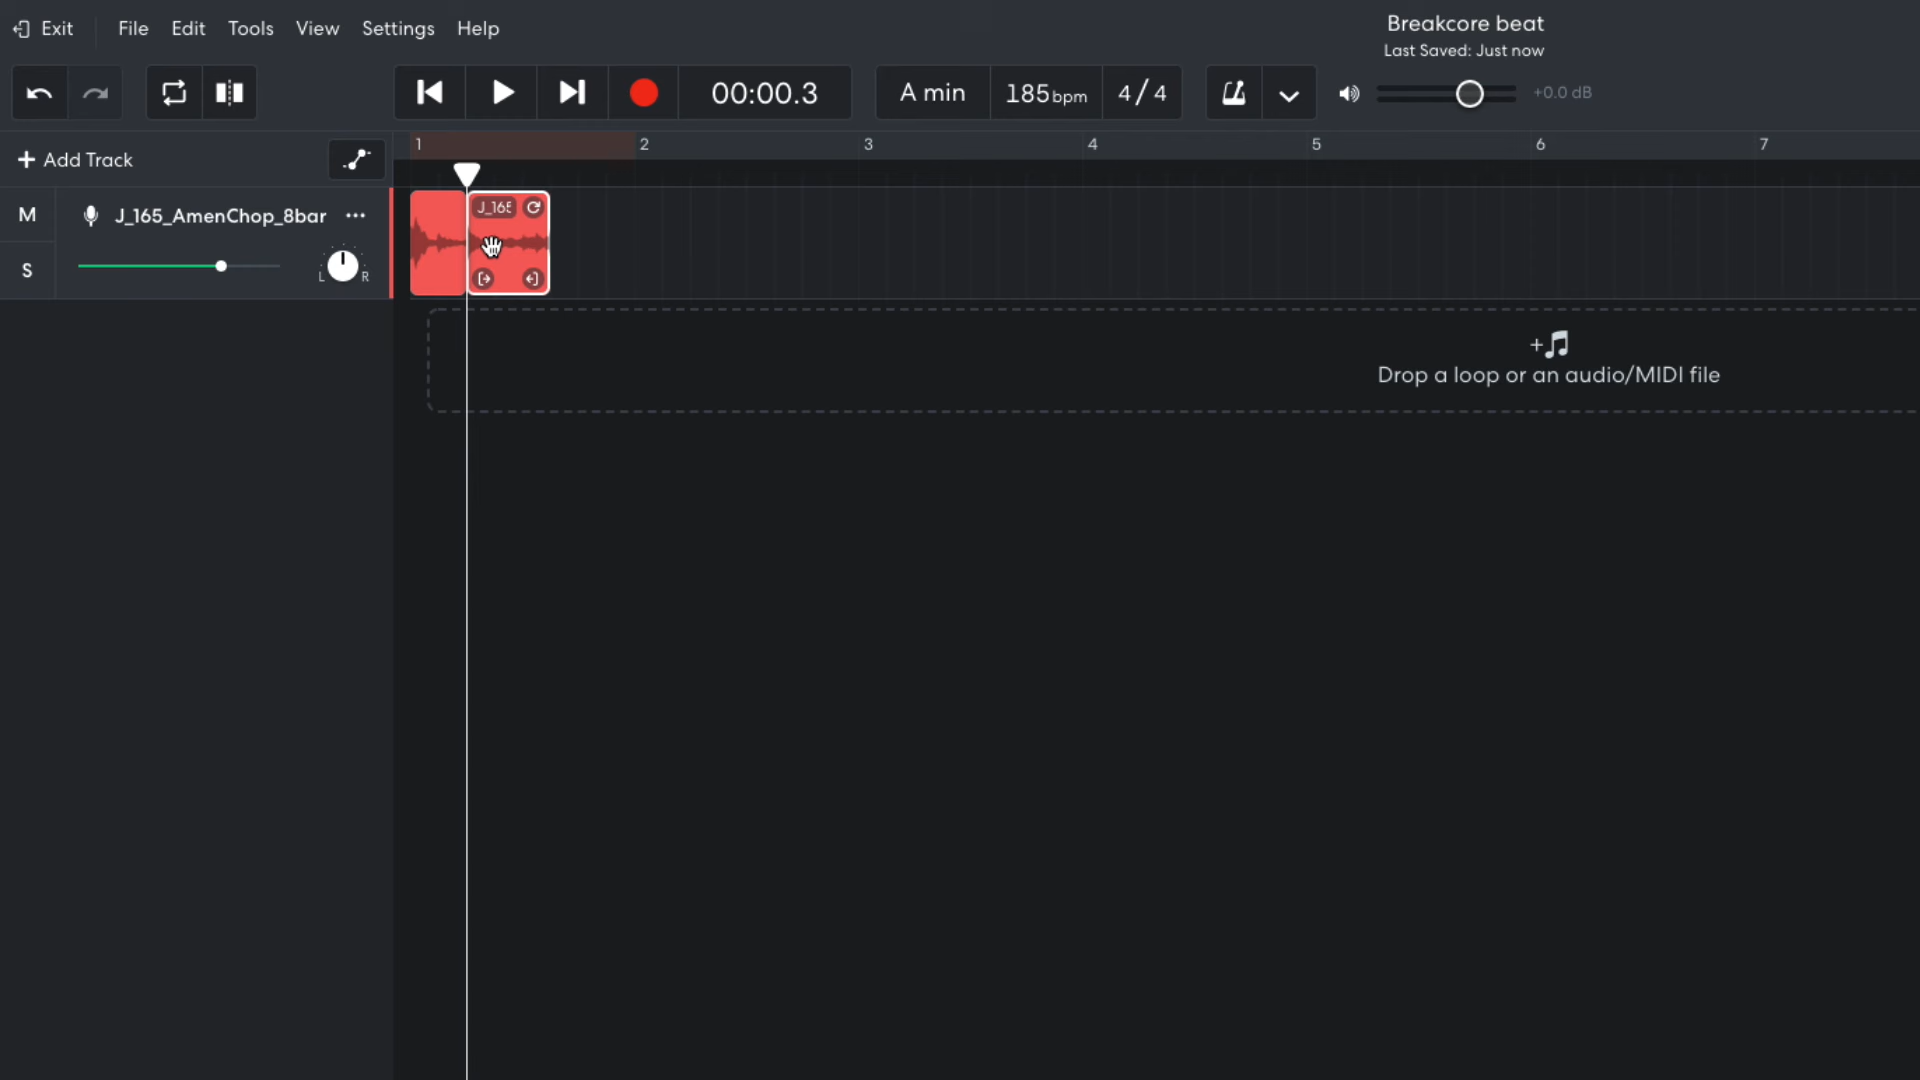 Exit File Edit Tools View Settings Help
Breakcore beat
Last Saved: Just now
00:00.3 A min 185bpm 4/4 +0.0 dB
+ Add Track
1 2 3 4 5 6 7
M J_165_AmenChop_8bar ...
J_165
S L R
+
Drop a loop or an audio/MIDI file